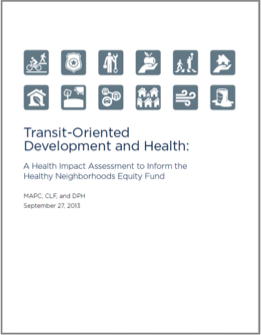 Transit-Oriented
Development and Health:
A Health Impact Assessment to Inform the
Healthy Neighborhoods Equity Fund
MAPC, CLF, and DPH
September 27, 2013